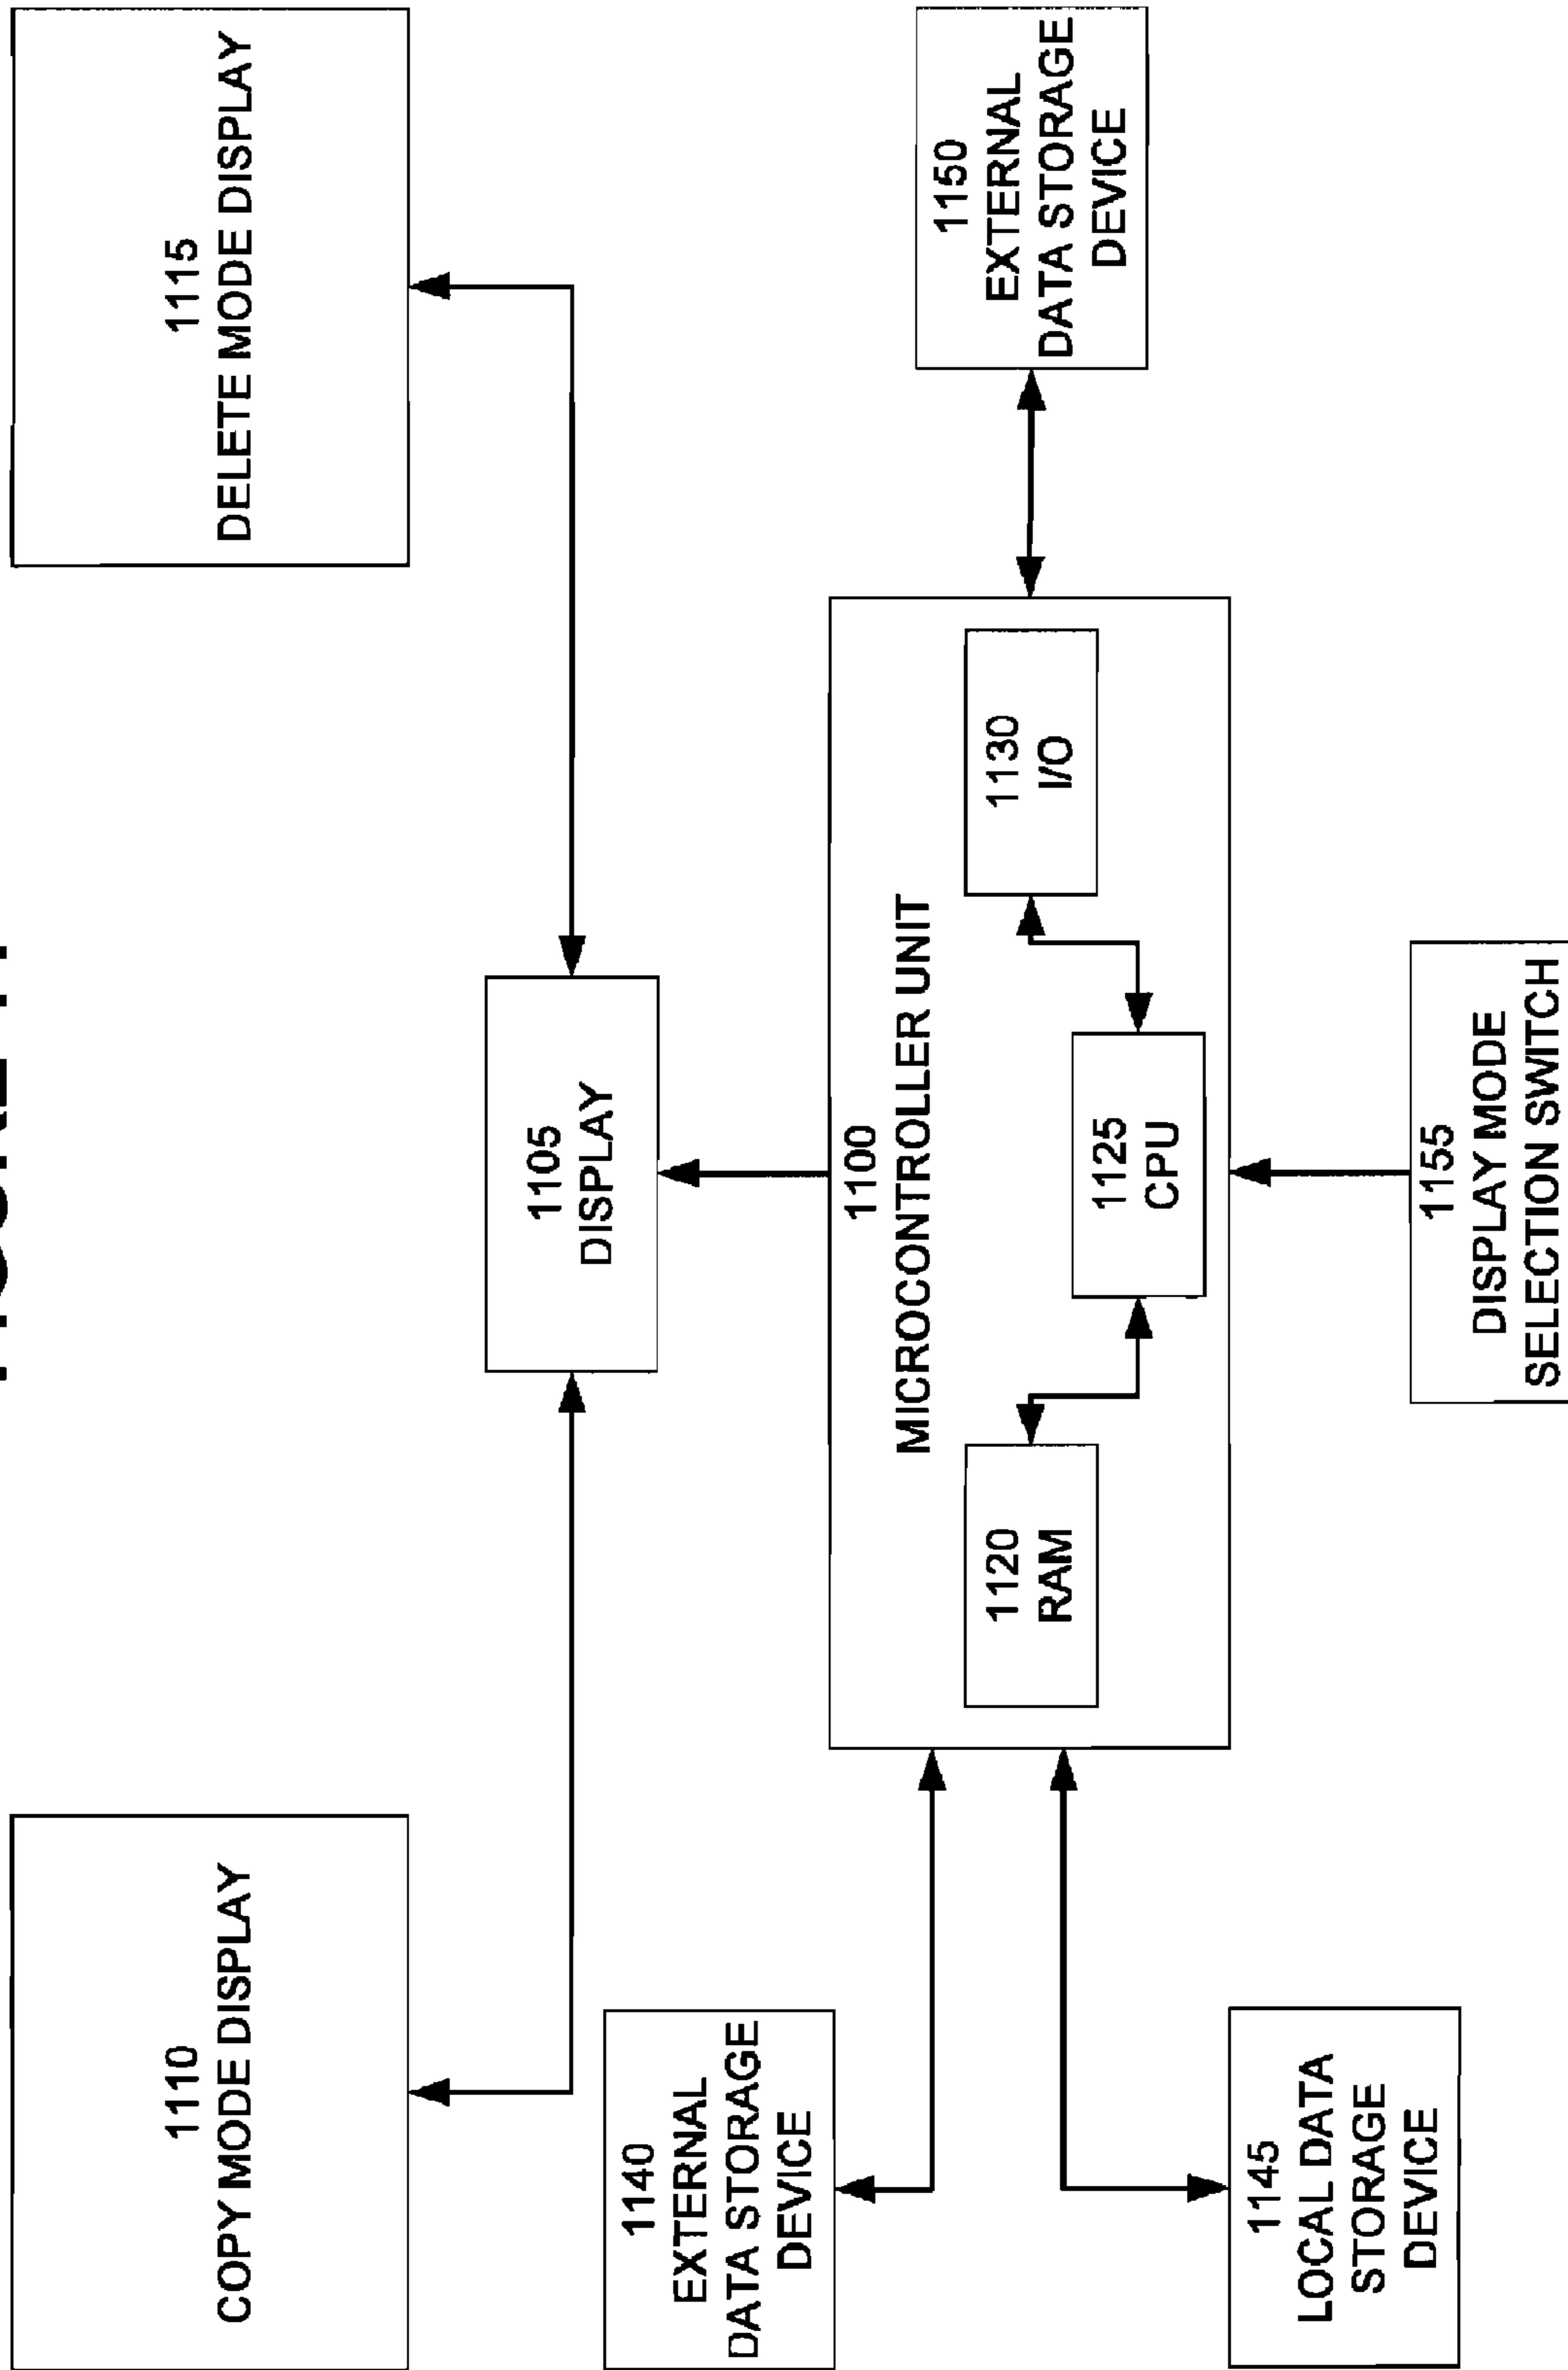 1110
COPY MODE DISPLAY
1115
DELETE MODE DISPLAY
1105
DISPLAY
1140
EXTERNAL
DATA STORAGE
DEVICE
1100
MICROCONTROLLER UNIT
1120
RAM
1125
CPU
1130
I/O
1150
EXTERNAL
DATA STORAGE
DEVICE
1145
LOCAL DATA
STORAGE
DEVICE
1155
DISPLAY MODE
SELECTION SWITCH